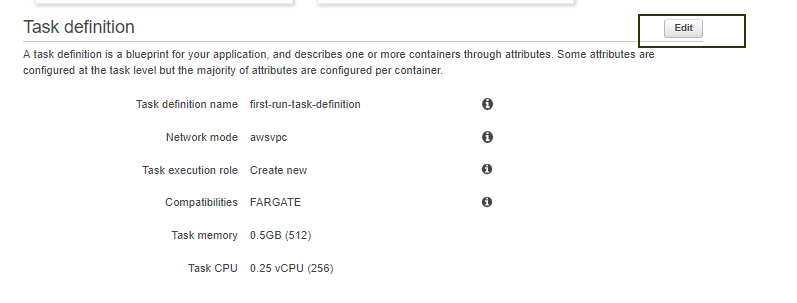 Task definition
Edit
A task definition is a blueprint for your application, and describes one or more containers through attributes. Some attributes are
configured at the task level but the majority of attributes are configured per container.
Task definition name first-run-task-definition
Network mode awsvpc
Task execution role Create new
Compatibilities FARGATE
Task memory 0.5GB (512)
Task CPU 0.25 vCPU (256)